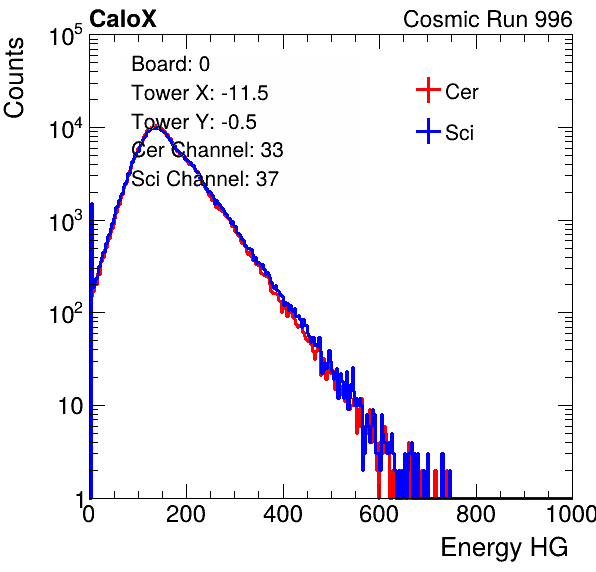 CaloX Cosmic Run 996
Counts
10^5
10^4
10^3
10^2
10
1
Board: 0
Tower X: -11.5
Tower Y: -0.5
Cer Channel: 33
Sci Channel: 37
Cer
Sci
0 200 400 600 800 1000
Energy HG